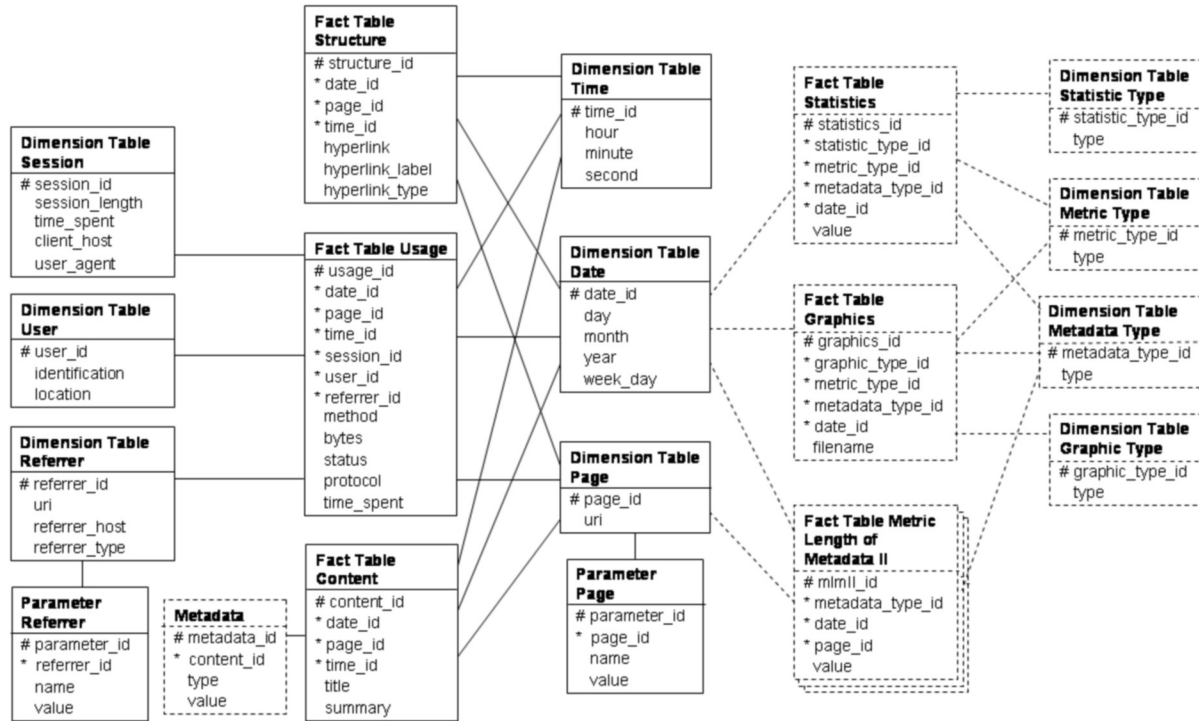 Fact Table
Structure
# structure_id
* date_id
* page_id
* time_id
hyperlink
hyperlink_label
hyperlink_type
Dimension Table
Time
# time_id
hour
minute
second
Fact Table
Statistics
# statistics_id
* statistic_type_id
* metric_type_id
* metadata_type_id
* date_id
value
Dimension Table
Statistic Type
# statistic_type_id
type
Dimension Table
Session
# session_id
session_length
time_spent
client_host
user_agent
Fact Table Usage
# usage_id
* date_id
* page_id
* time_id
* session_id
* user_id
* referrer_id
method
bytes
status
protocol
time_spent
Dimension Table
Date
# date_id
day
month
year
week_day
Fact Table
Graphics
# graphics_id
* graphic_type_id
* metric_type_id
* metadata_type_id
* date_id
filename
Dimension Table
Metric Type
# metric_type_id
type
Dimension Table
User
# user_id
identification
location
Dimension Table
Metadata Type
# metadata_type_id
type
Dimension Table
Referrer
# referrer_id
uri
referrer_host
referrer_type
Dimension Table
Page
# page_id
uri
Dimension Table
Graphic Type
# graphic_type_id
type
Fact Table Metric
Length of
Metadata II
# mlmII_id
* metadata_type_id
* date_id
* page_id
value
Parameter
Referrer
# parameter_id
* referrer_id
name
value
Metadata
# metadata_id
* content_id
type
value
Fact Table
Content
# content_id
* date_id
* page_id
* time_id
title
summary
Parameter
Page
# parameter_id
* page_id
name
value